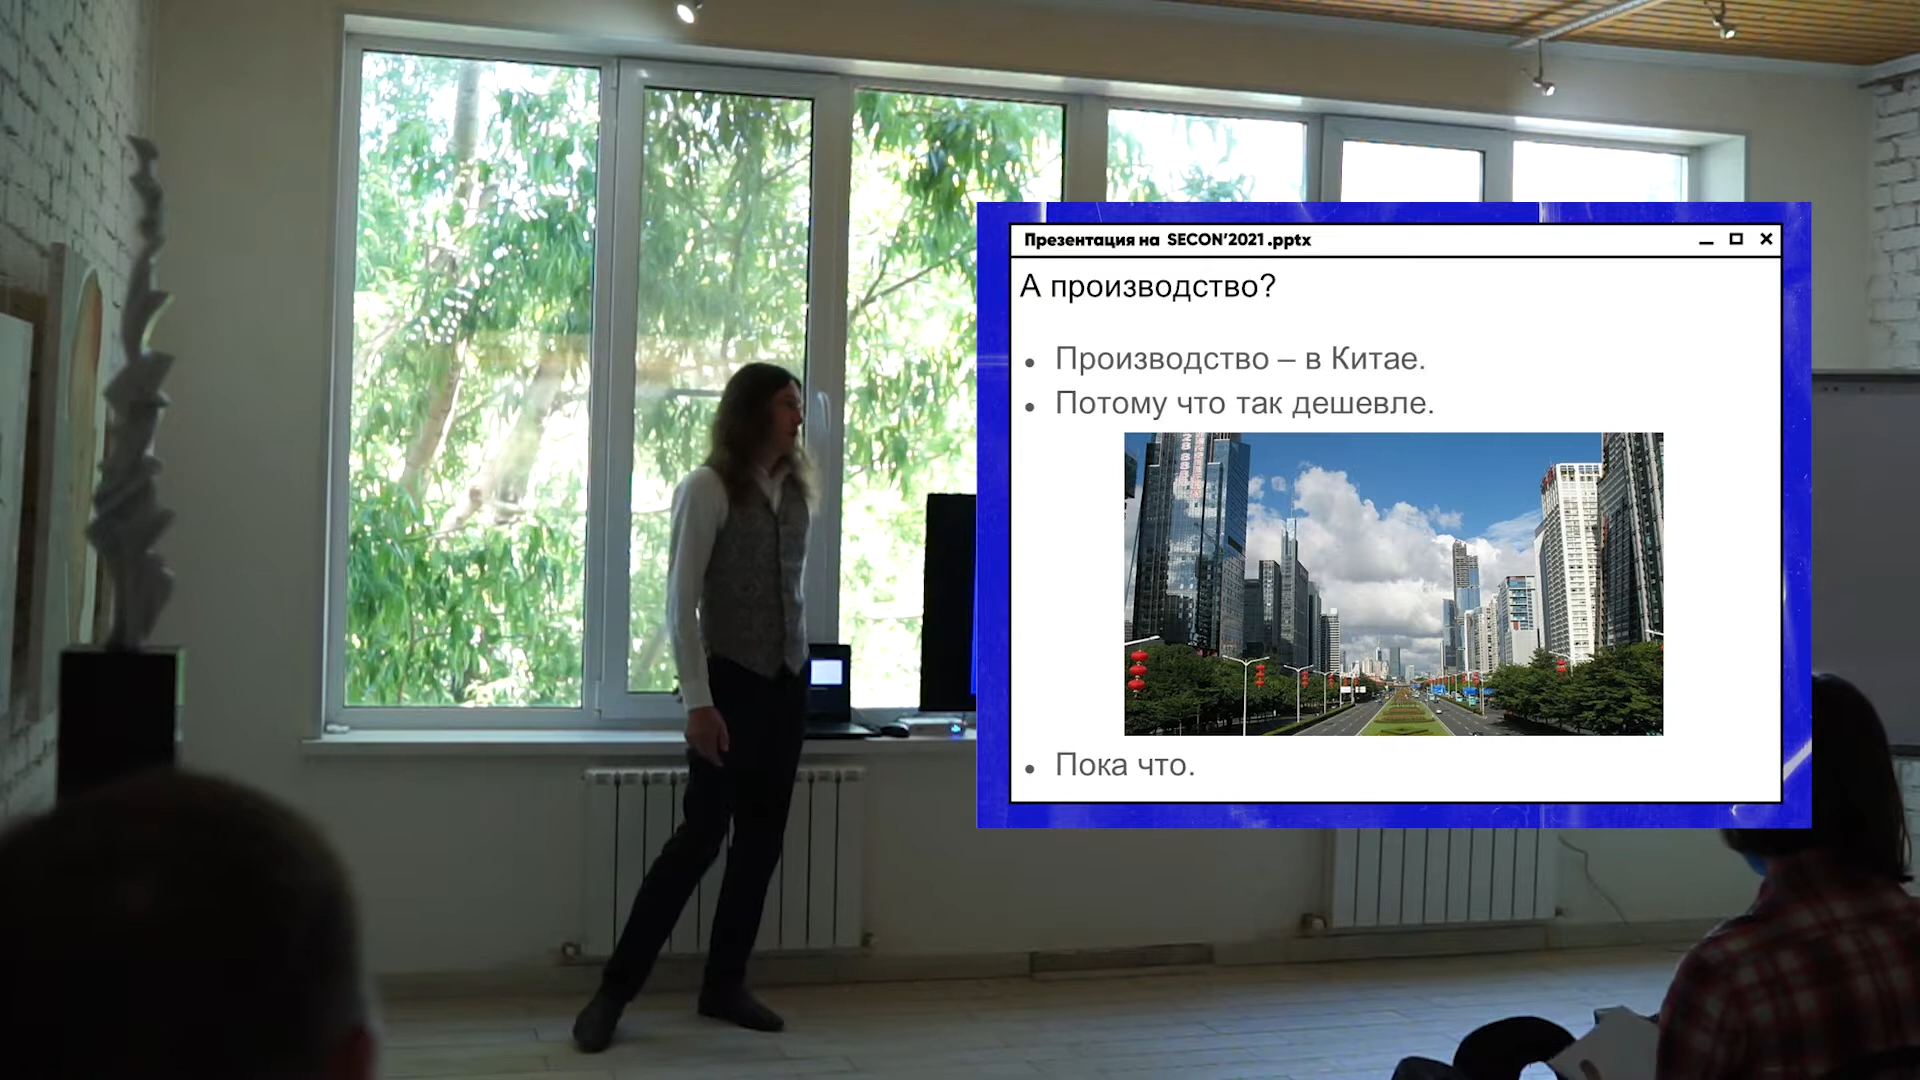 Презентация на SECON'2021.pptx
А производство?
• Производство – в Китае.
• Потому что так дешевле.
• Пока что.